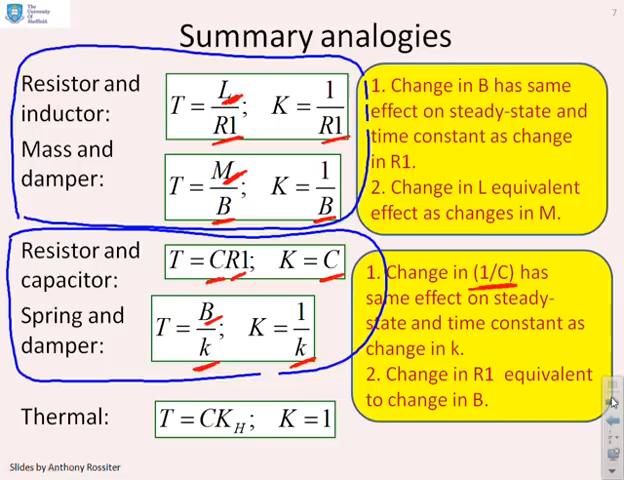 The
University
Of
Sheffield.
7
Summary analogies
Resistor and
inductor:
T = L/R1; K = 1/R1
Mass and
damper:
T = M/B; K = 1/B
1. Change in B has same
effect on steady-state and
time constant as change
in R1.
2. Change in L equivalent
effect as changes in M.
Resistor and
capacitor:
T = CR1; K = C
Spring and
damper:
T = B/k; K = 1/k
1. Change in (1/C) has
same effect on steady-
state and time constant as
change in k.
2. Change in R1 equivalent
to change in B.
Thermal:
T = CK_H; K = 1
Slides by Anthony Rossiter